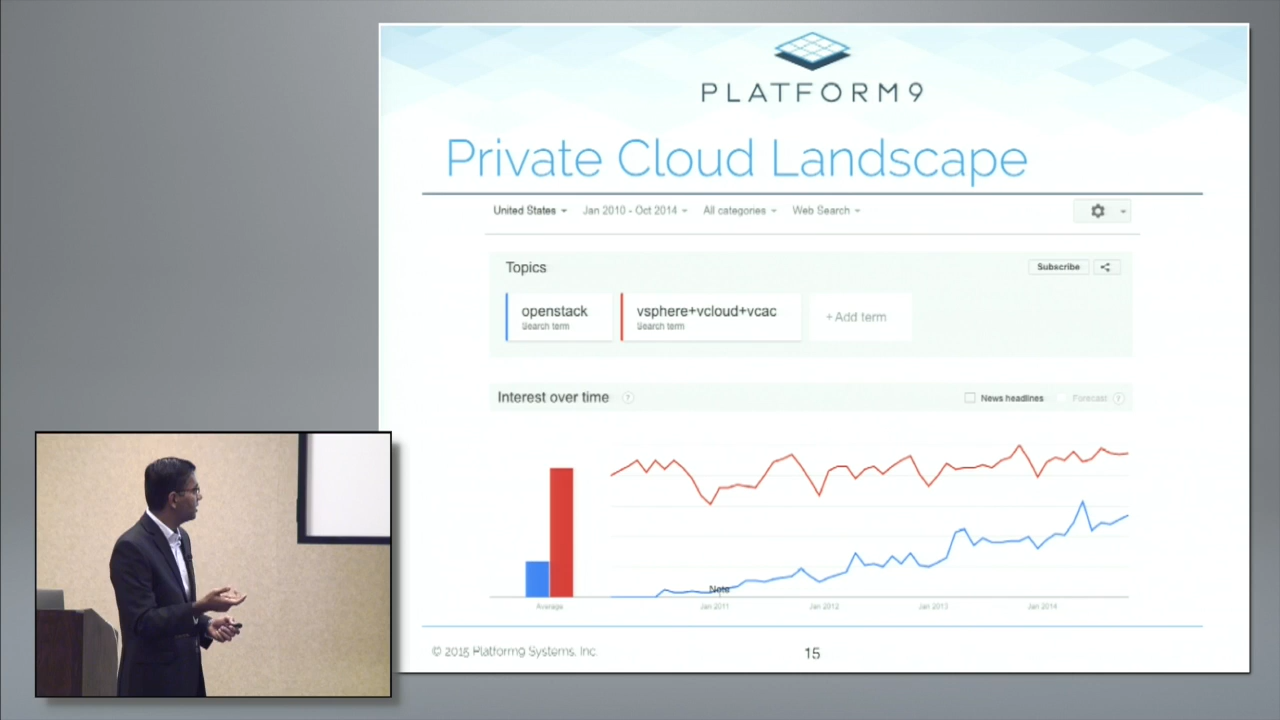 PLATFORM9
Private Cloud Landscape
United States Jan 2010 - Oct 2014 All categories Web Search
Topics Subscribe
openstack vsphere+vcloud+vcac + Add term
Search term Search term
Interest over time ? News headlines Forecast ?
Note
Average Jan 2011 Jan 2012 Jan 2013 Jan 2014
© 2015 Platform9 Systems, Inc. 15